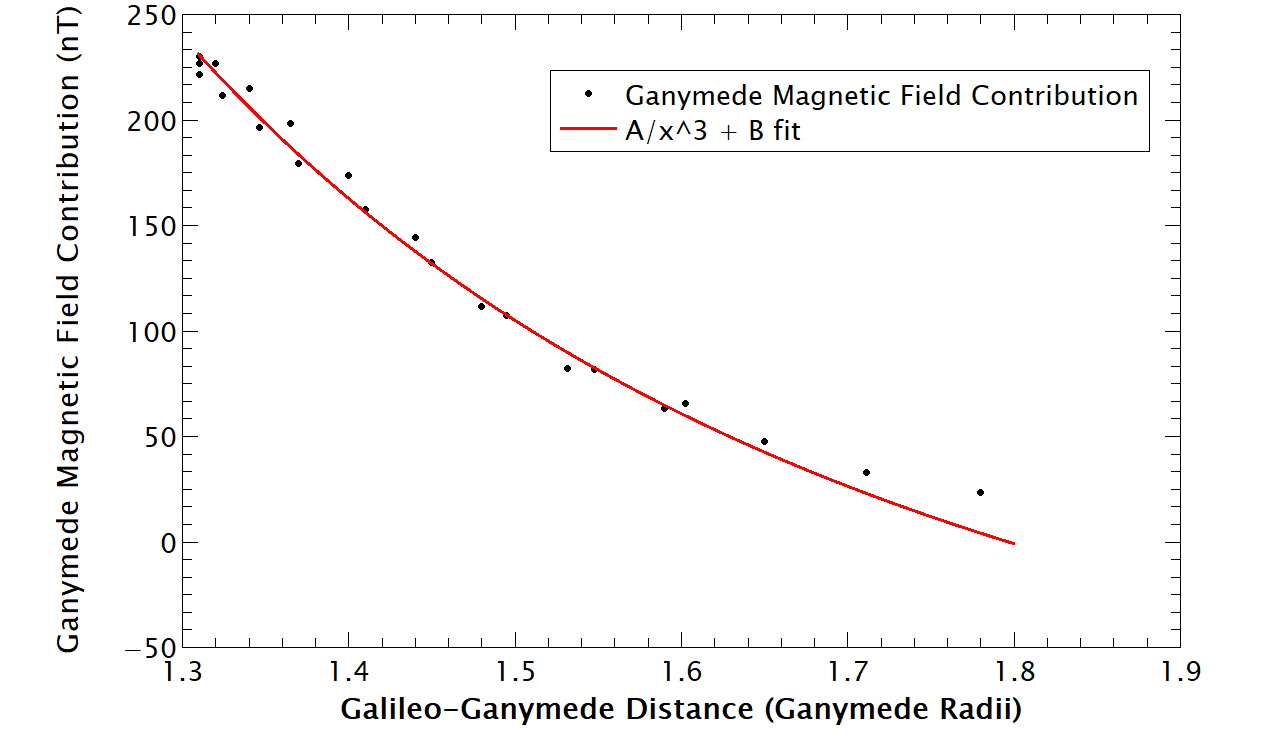 Ganymede Magnetic Field Contribution (nT)
250
200
150
100
50
0
−50
Ganymede Magnetic Field Contribution
A/x^3 + B fit
1.3 1.4 1.5 1.6 1.7 1.8 1.9
Galileo-Ganymede Distance (Ganymede Radii)